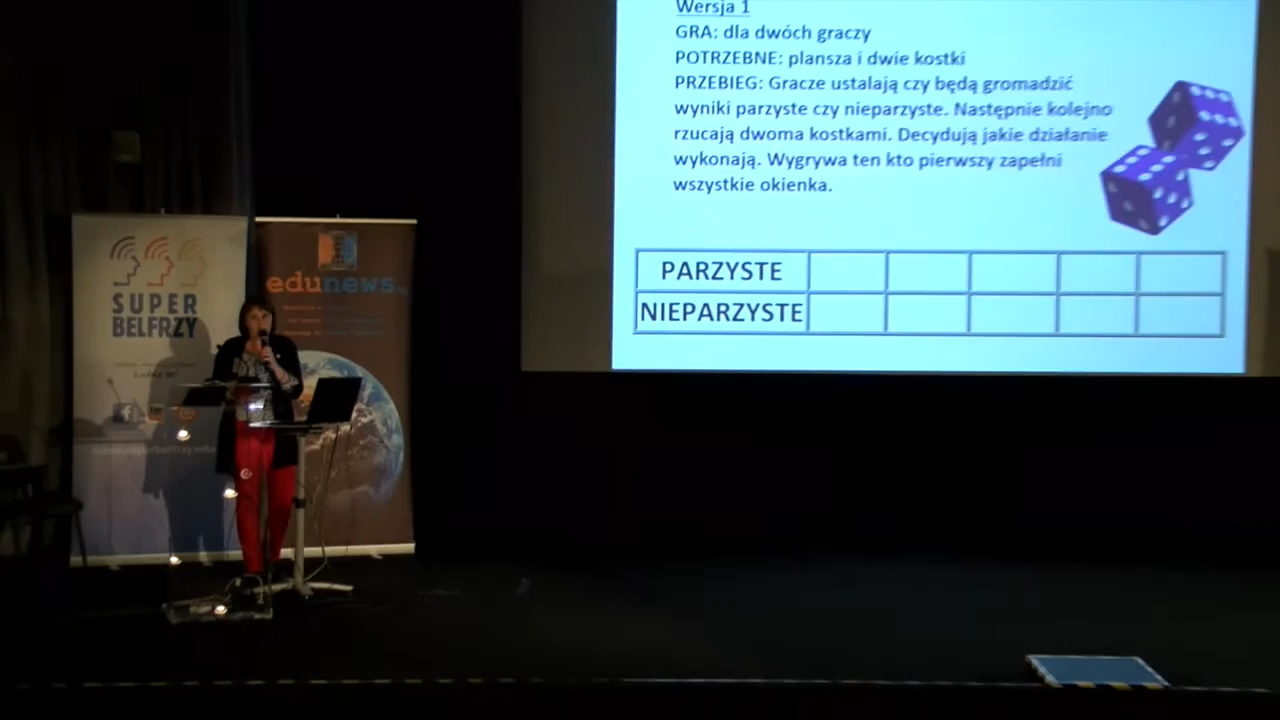 Wersja 1
GRA: dla dwóch graczy
POTRZEBNE: plansza i dwie kostki
PRZEBIEG: Gracze ustalają czy będą gromadzić
wyniki parzyste czy nieparzyste. Następnie kolejno
rzucają dwoma kostkami. Decydują jakie działanie
wykonają. Wygrywa ten kto pierwszy zapełni
wszystkie okienka.
PARZYSTE
NIEPARZYSTE
SUPER
BELFRZY
edunews